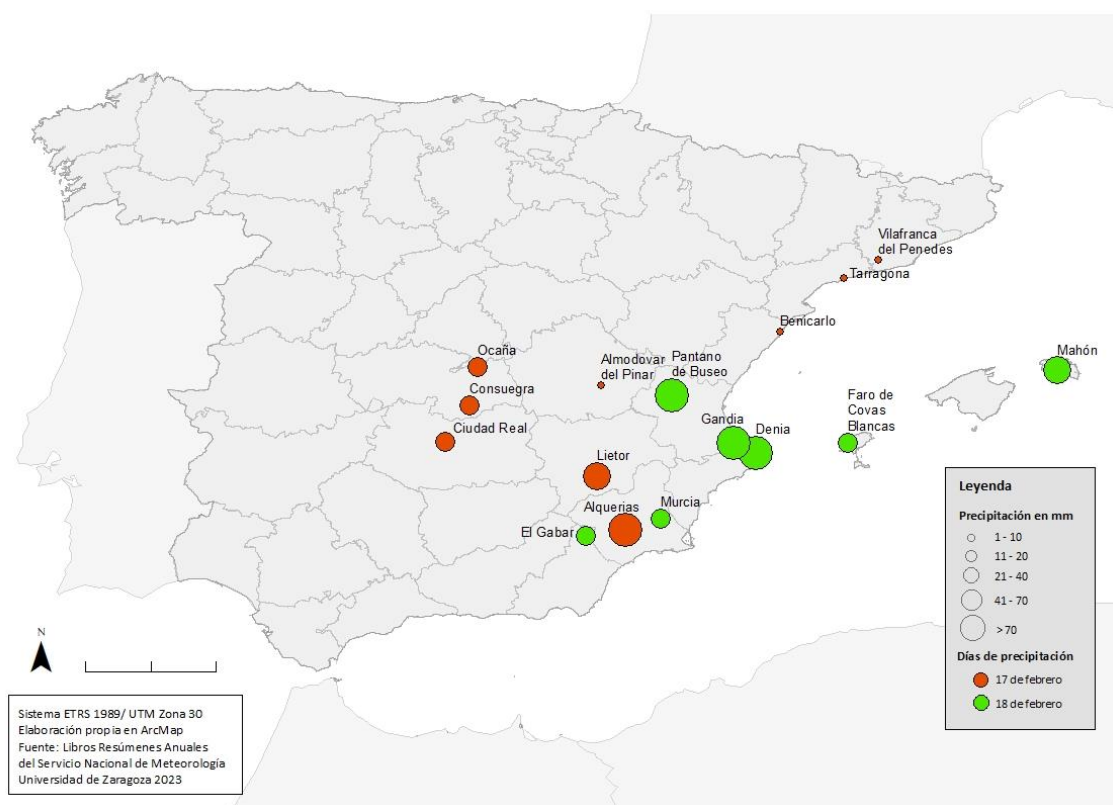 Vilafranca
del Penedes
Tarragona
Benicarlo
Ocaña
Almodovar
del Pinar
Pantano
de Buseo
Mahón
Consuegra
Faro de
Covas
Blancas
Ciudad Real
Gandia
Denia
Lietor
Alquerias
Murcia
El Gabar
Leyenda
Precipitación en mm
1 - 10
11 - 20
21 - 40
41 - 70
> 70
Días de precipitación
17 de febrero
18 de febrero
N
Sistema ETRS 1989/ UTM Zona 30
Elaboración propia en ArcMap
Fuente: Libros Resúmenes Anuales
del Servicio Nacional de Meteorología
Universidad de Zaragoza 2023